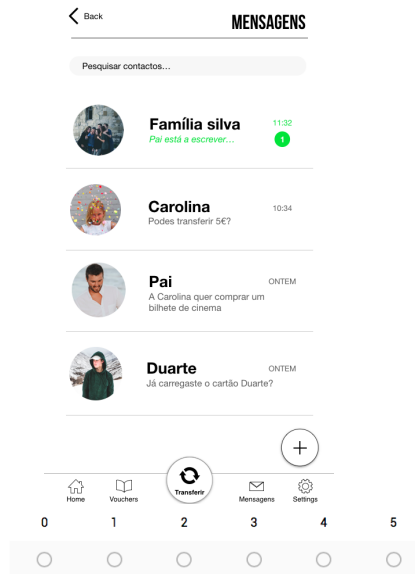 Back
MENSAGENS
Pesquisar contactos...
Família silva 11:32
Pai está a escrever... 1
Carolina 10:34
Podes transferir 5€?
Pai ONTEM
A Carolina quer comprar um
bilhete de cinema
Duarte ONTEM
Já carregaste o cartão Duarte?
+
Home Vouchers Transferir Mensagens Settings
0 1 2 3 4 5